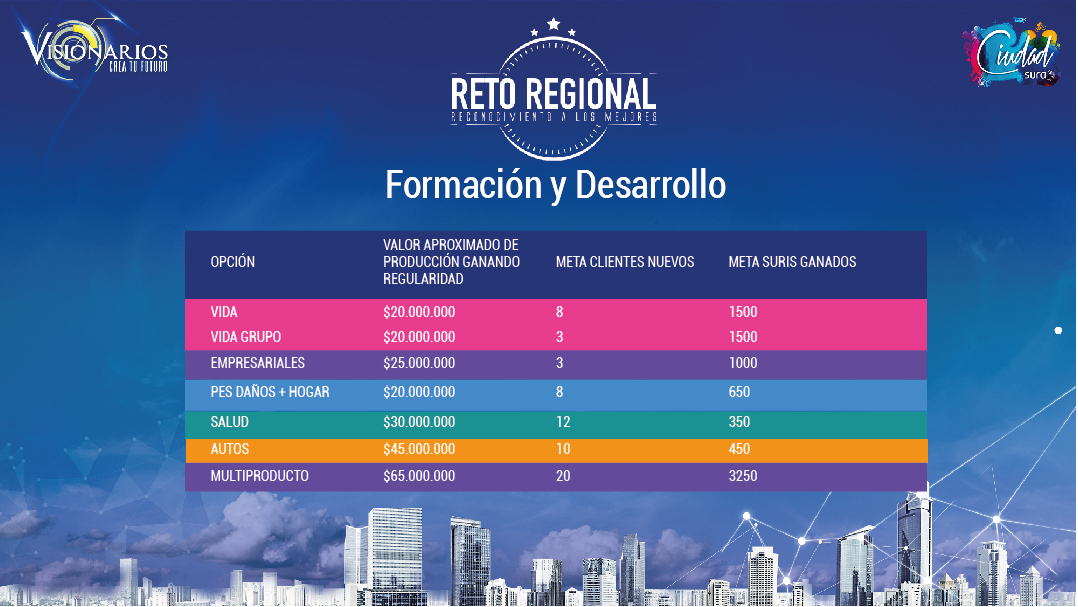 VISIONARIOS
CREA TU FUTURO
Ciudad
sura
RETO REGIONAL
RECONOCIMIENTO A LOS MEJORES
Formación y Desarrollo
OPCIÓN
VALOR APROXIMADO DE
PRODUCCIÓN GANANDO
REGULARIDAD
META CLIENTES NUEVOS
META SURIS GANADOS
VIDA $20.000.000 8 1500
VIDA GRUPO $20.000.000 3 1500
EMPRESARIALES $25.000.000 3 1000
PES DAÑOS + HOGAR $20.000.000 8 650
SALUD $30.000.000 12 350
AUTOS $45.000.000 10 450
MULTIPRODUCTO $65.000.000 20 3250